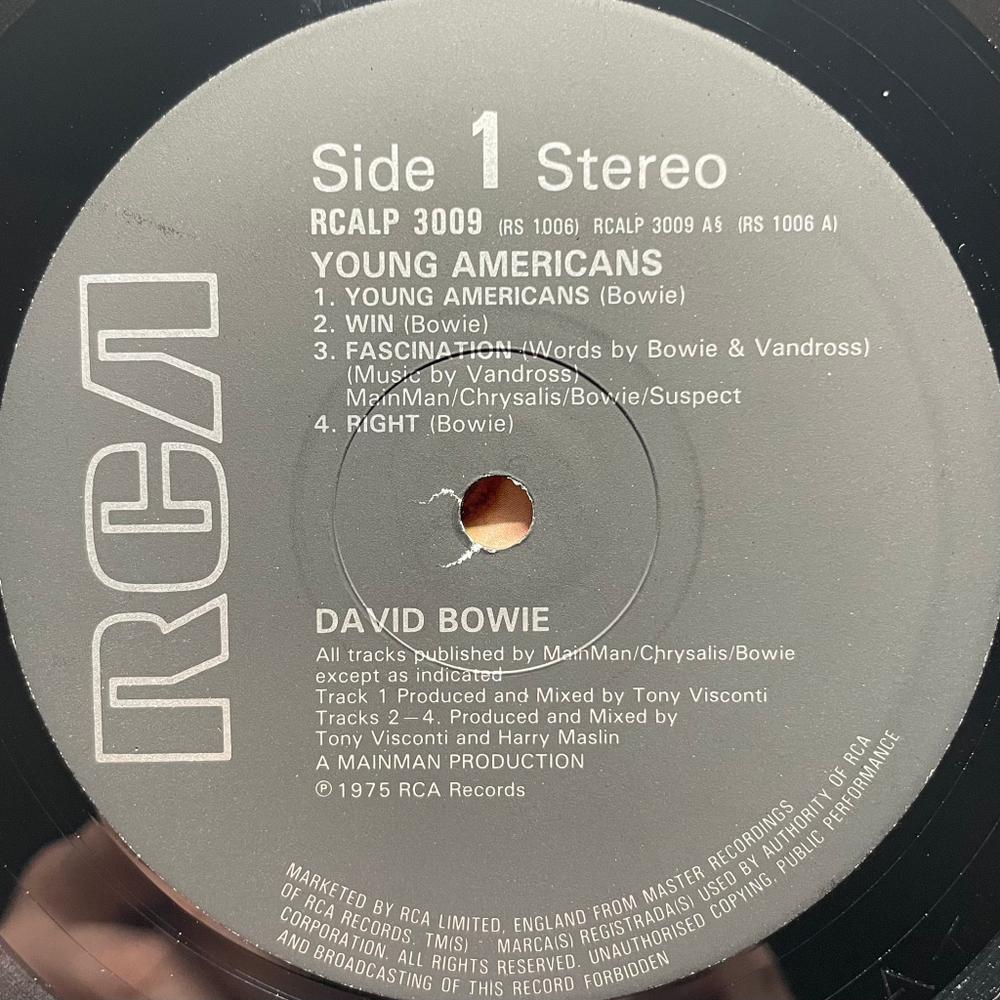 Side 1 Stereo
RCALP 3009 (RS 1006) RCALP 3009 A§ (RS 1006 A)
YOUNG AMERICANS
1. YOUNG AMERICANS (Bowie)
2. WIN (Bowie)
3. FASCINATION (Words by Bowie & Vandross)
(Music by Vandross)
MainMan/Chrysalis/Bowie/Suspect
4. RIGHT (Bowie)
RCA
DAVID BOWIE
All tracks published by MainMan/Chrysalis/Bowie
except as indicated
Track 1 Produced and Mixed by Tony Visconti
Tracks 2–4. Produced and Mixed by
Tony Visconti and Harry Maslin
A MAINMAN PRODUCTION
℗ 1975 RCA Records
MARKETED BY RCA LIMITED, ENGLAND FROM MASTER RECORDINGS
OF RCA RECORDS. TM(S) · MARCA(S) REGISTRADA(S) USED BY AUTHORITY OF RCA
CORPORATION. ALL RIGHTS RESERVED. UNAUTHORISED COPYING, PUBLIC PERFORMANCE
AND BROADCASTING OF THIS RECORD FORBIDDEN